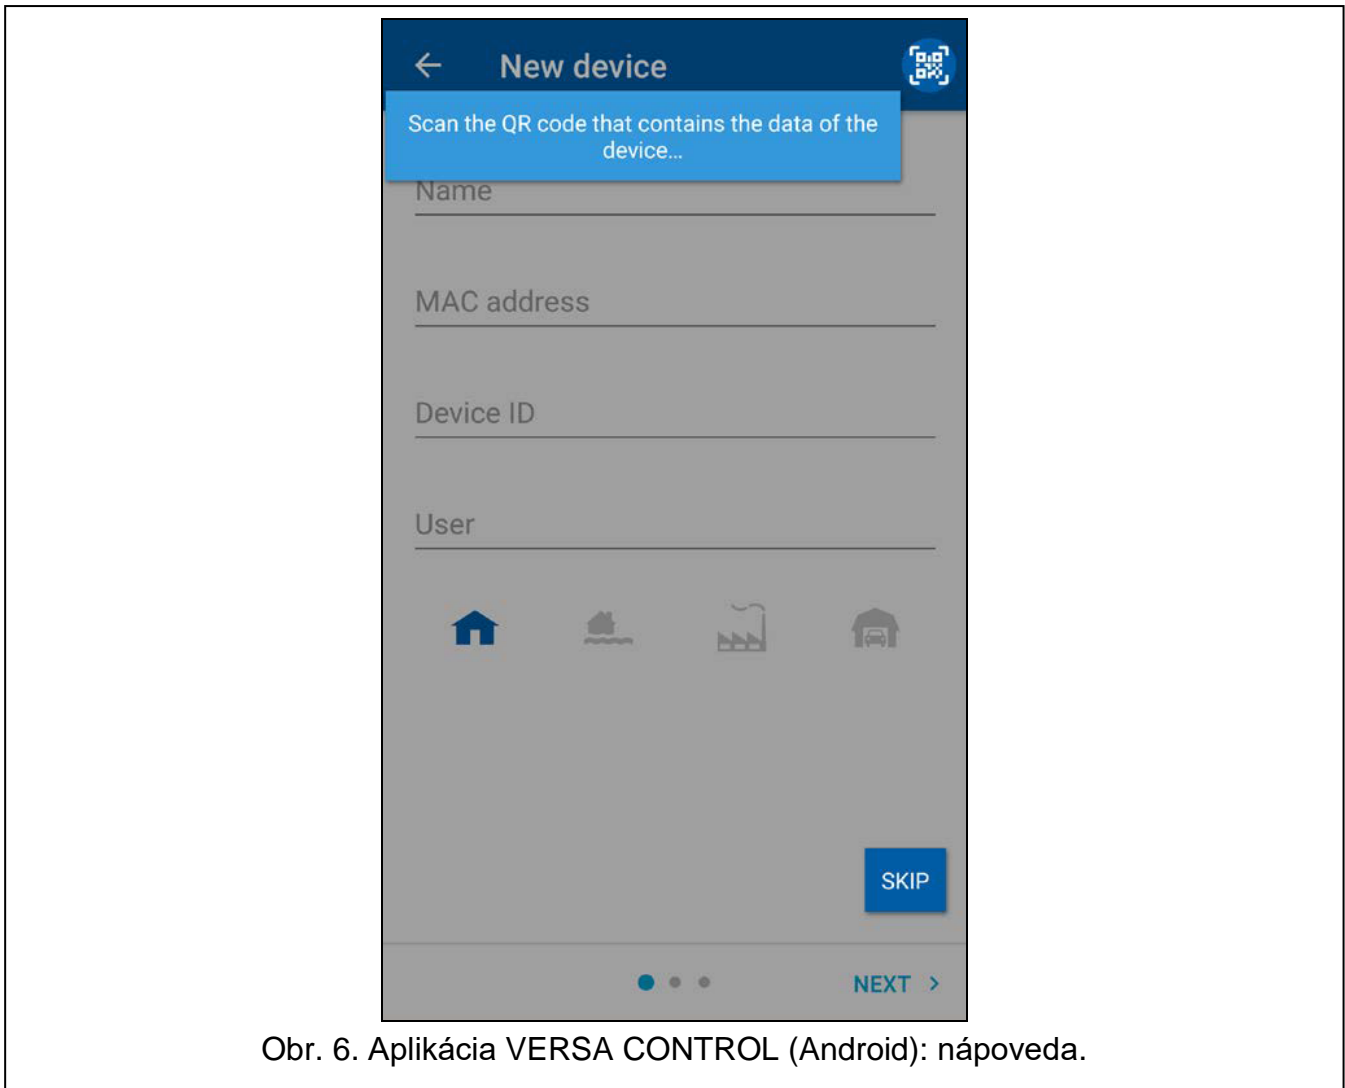 New device
Scan the QR code that contains the data of the
device...
Name
MAC address
Device ID
User
SKIP
NEXT >
Obr. 6. Aplikácia VERSA CONTROL (Android): nápoveda.